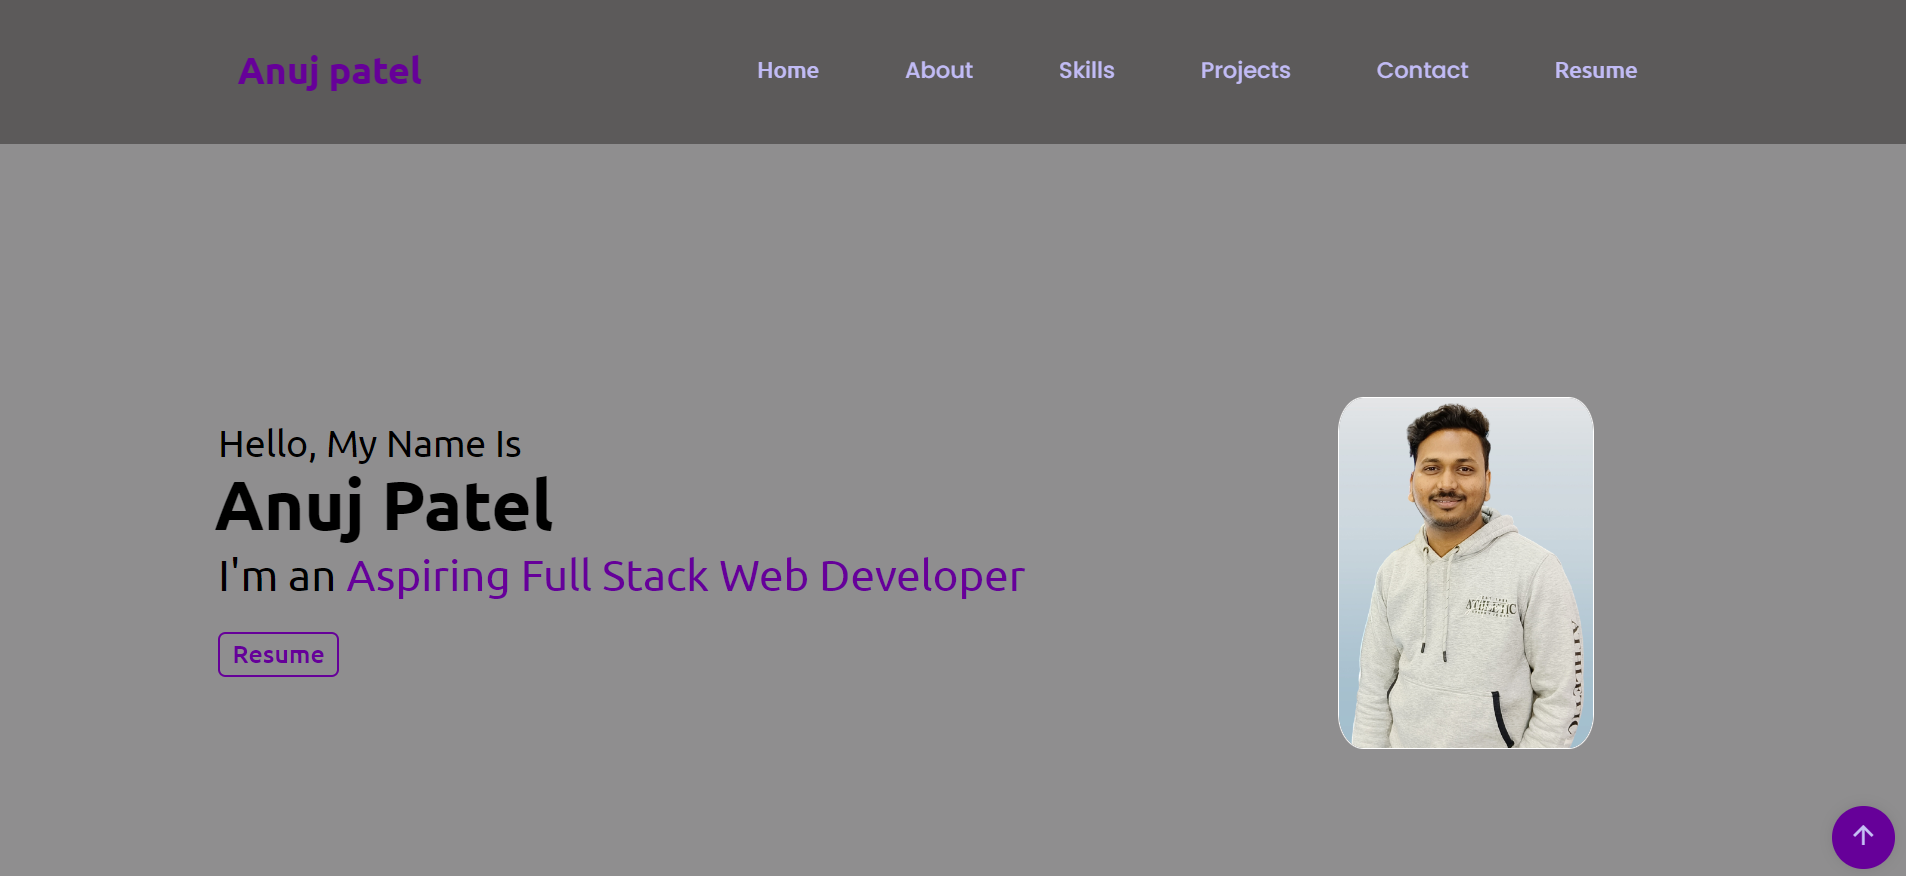 Anuj patel
Home About Skills Projects Contact Resume
Hello, My Name Is
Anuj Patel
I'm an Aspiring Full Stack Web Developer
Resume
ATHLETIC